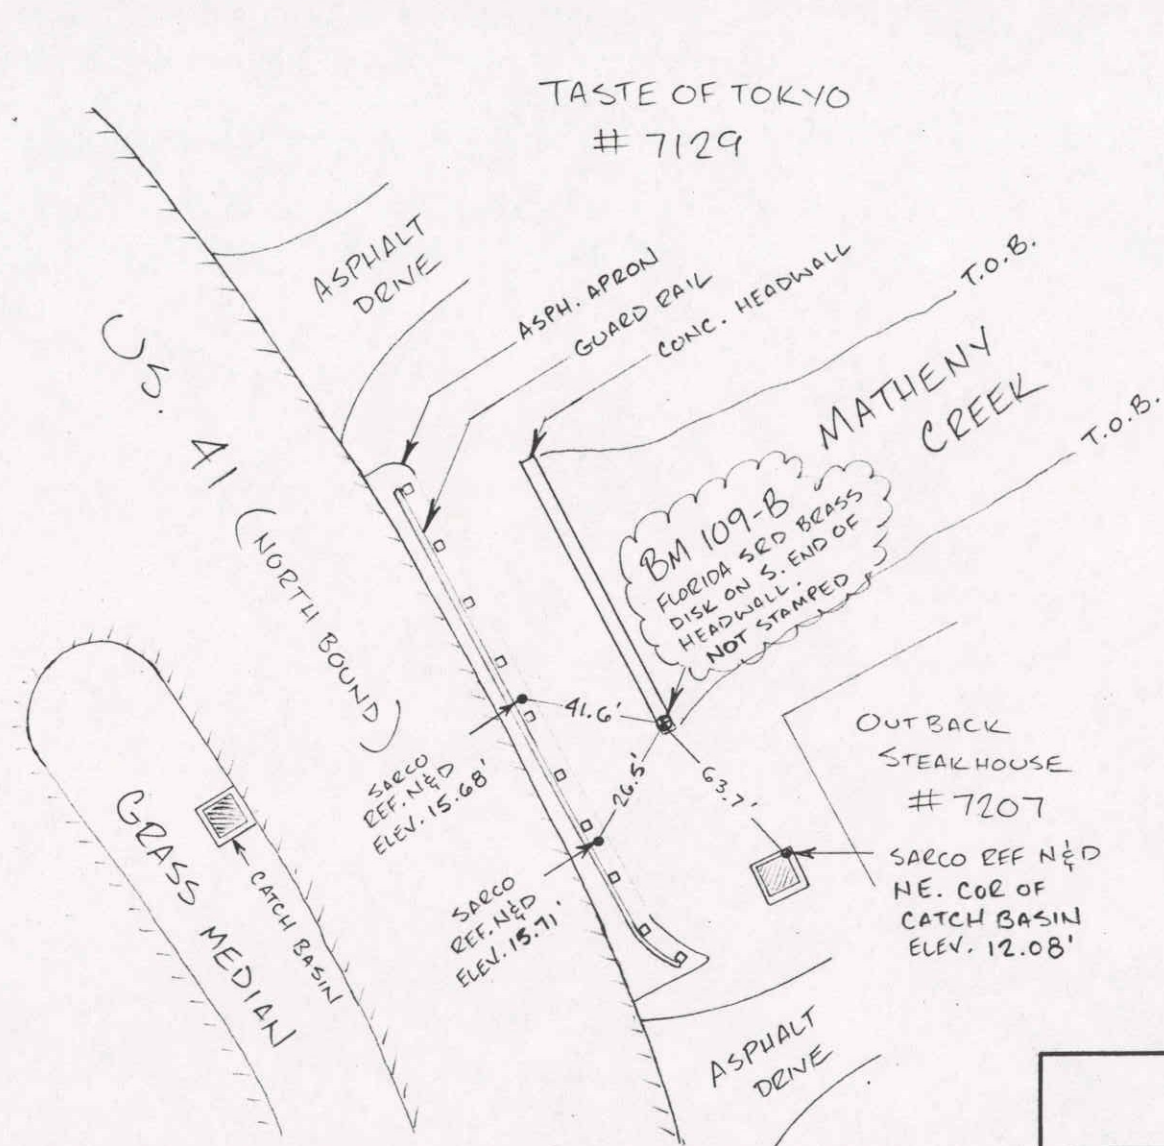 TASTE OF TOKYO
# 7129
ASPHALT
DRIVE
ASPH. APRON
GUARD RAIL
CONC. HEADWALL
T.O.B.
MATHENY
CREEK
T.O.B.
US. 41
(NORTH BOUND)
BM 109-B
FLORIDA SRD BRASS
DISK ON S. END OF
HEADWALL.
NOT STAMPED
41.6'
26.5'
63.7'
SARCO
REF. N&D
ELEV. 15.68'
SARCO
REF. N&D
ELEV. 15.71'
OUTBACK
STEAKHOUSE
# 7207
SARCO REF N&D
NE. COR OF
CATCH BASIN
ELEV. 12.08'
GRASS MEDIAN
CATCH BASIN
ASPHALT
DRIVE